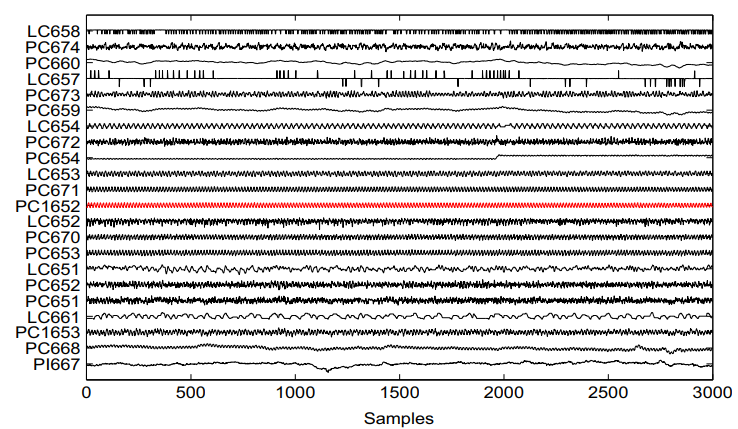 LC658
PC674
PC660
LC657
PC673
PC659
LC654
PC672
PC654
LC653
PC671
PC1652
LC652
PC670
PC653
LC651
PC652
PC651
LC661
PC1653
PC668
PI667
0 500 1000 1500 2000 2500 3000
Samples